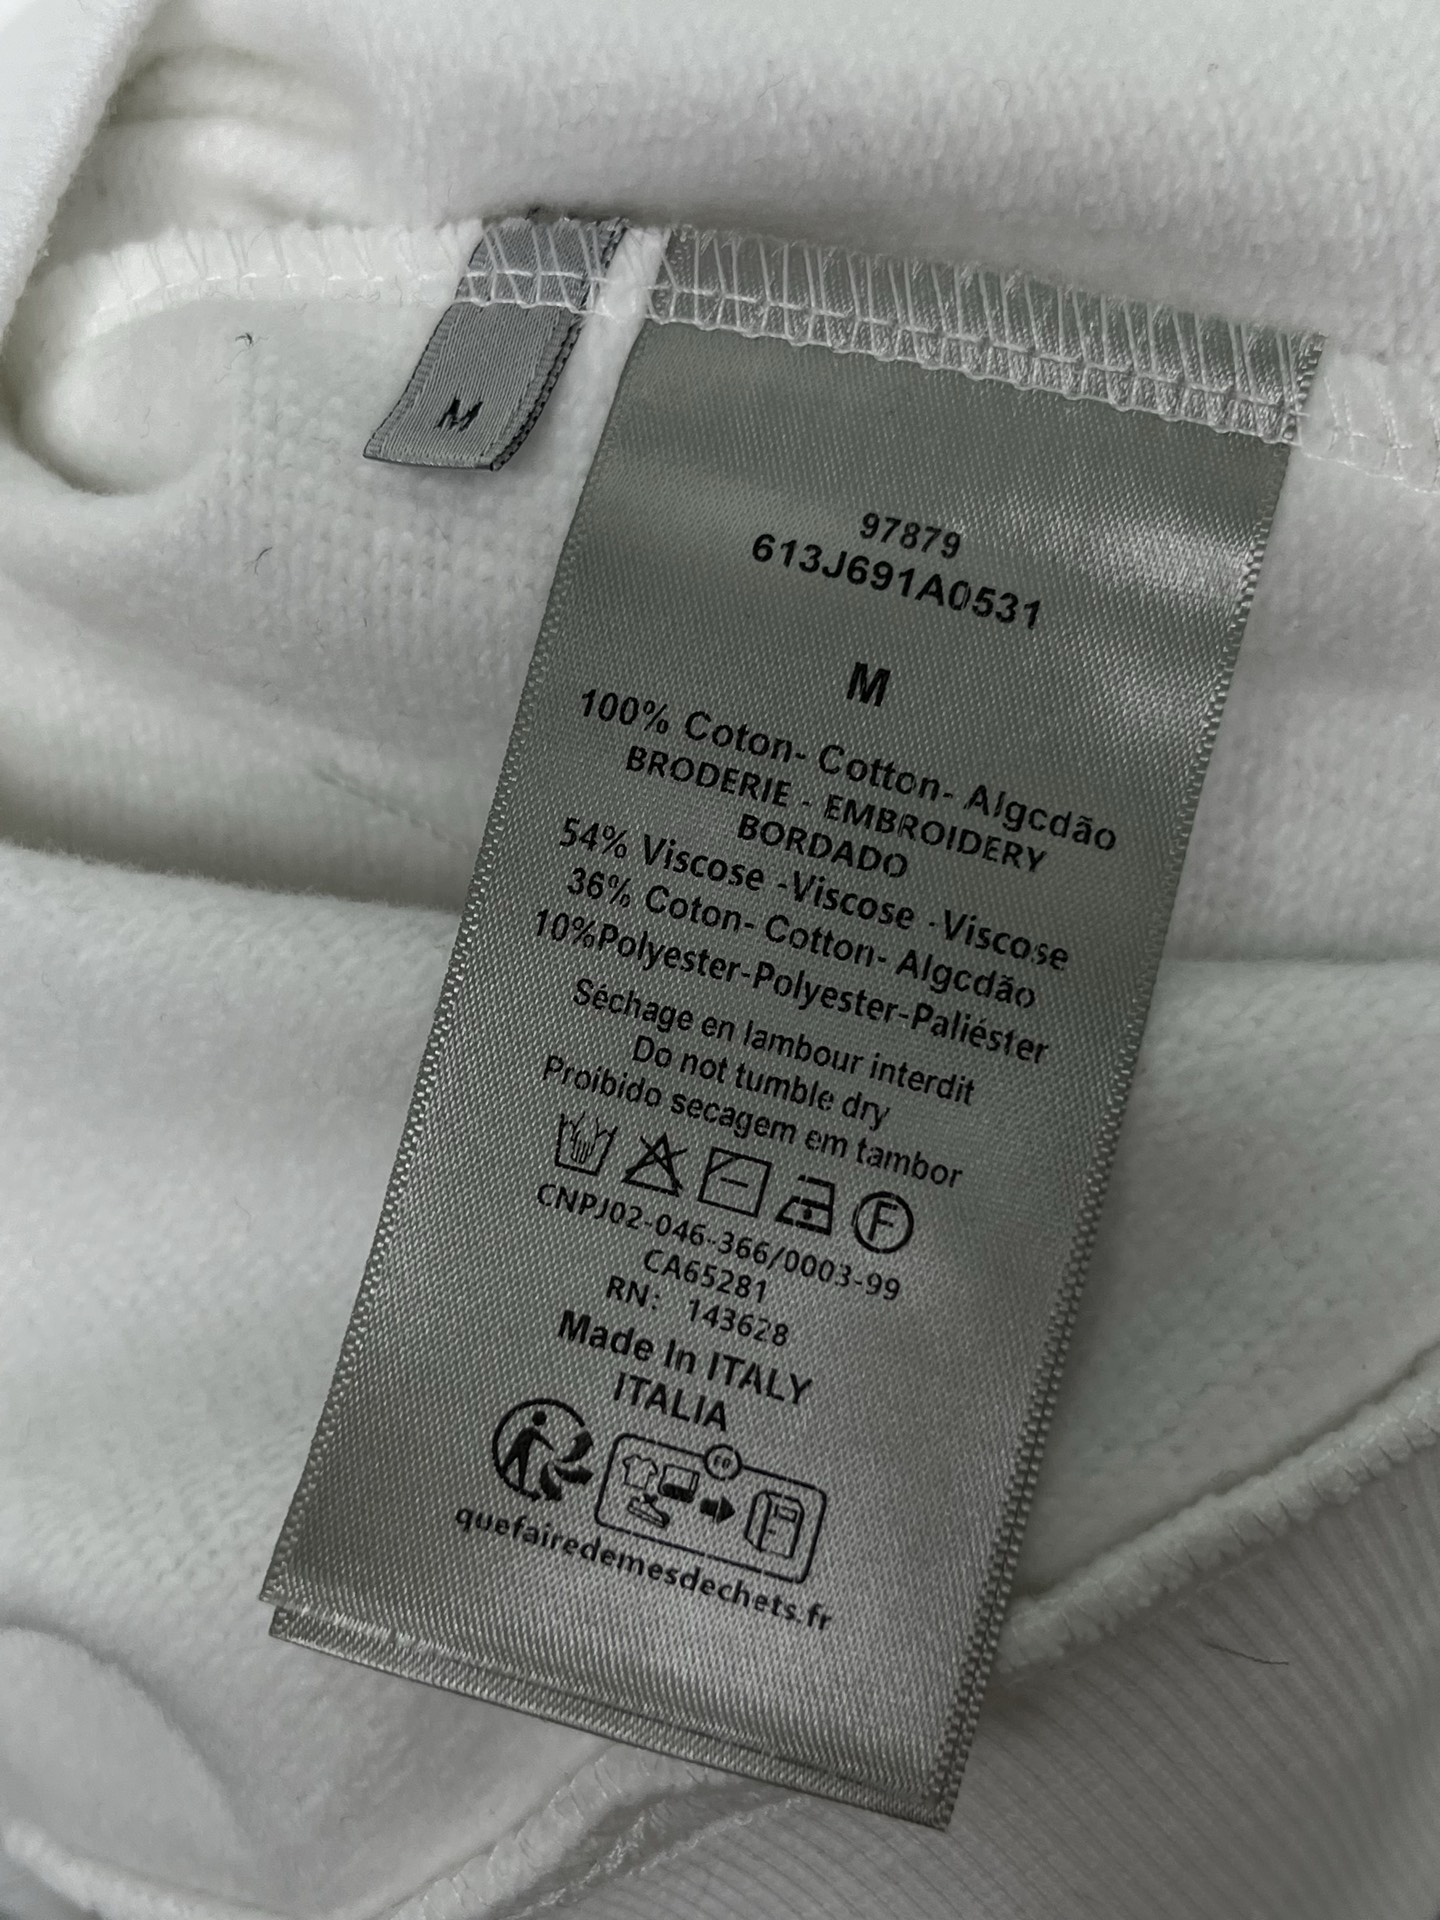 M
97879
613J691A0531
M
100% Coton- Cotton- Algcdão
BRODERIE - EMBROIDERY
BORDADO
54% Viscose -Viscose -Viscose
36% Coton- Cotton- Algcdão
10%Polyester-Polyester-Paliéster
Séchage en lambour interdit
Do not tumble dry
Proibido secagem em tambor
F
CNPJ02-046-366/0003-99
CA65281
RN: 143628
Made In ITALY
ITALIA
FR
quefairedemesdechets.fr